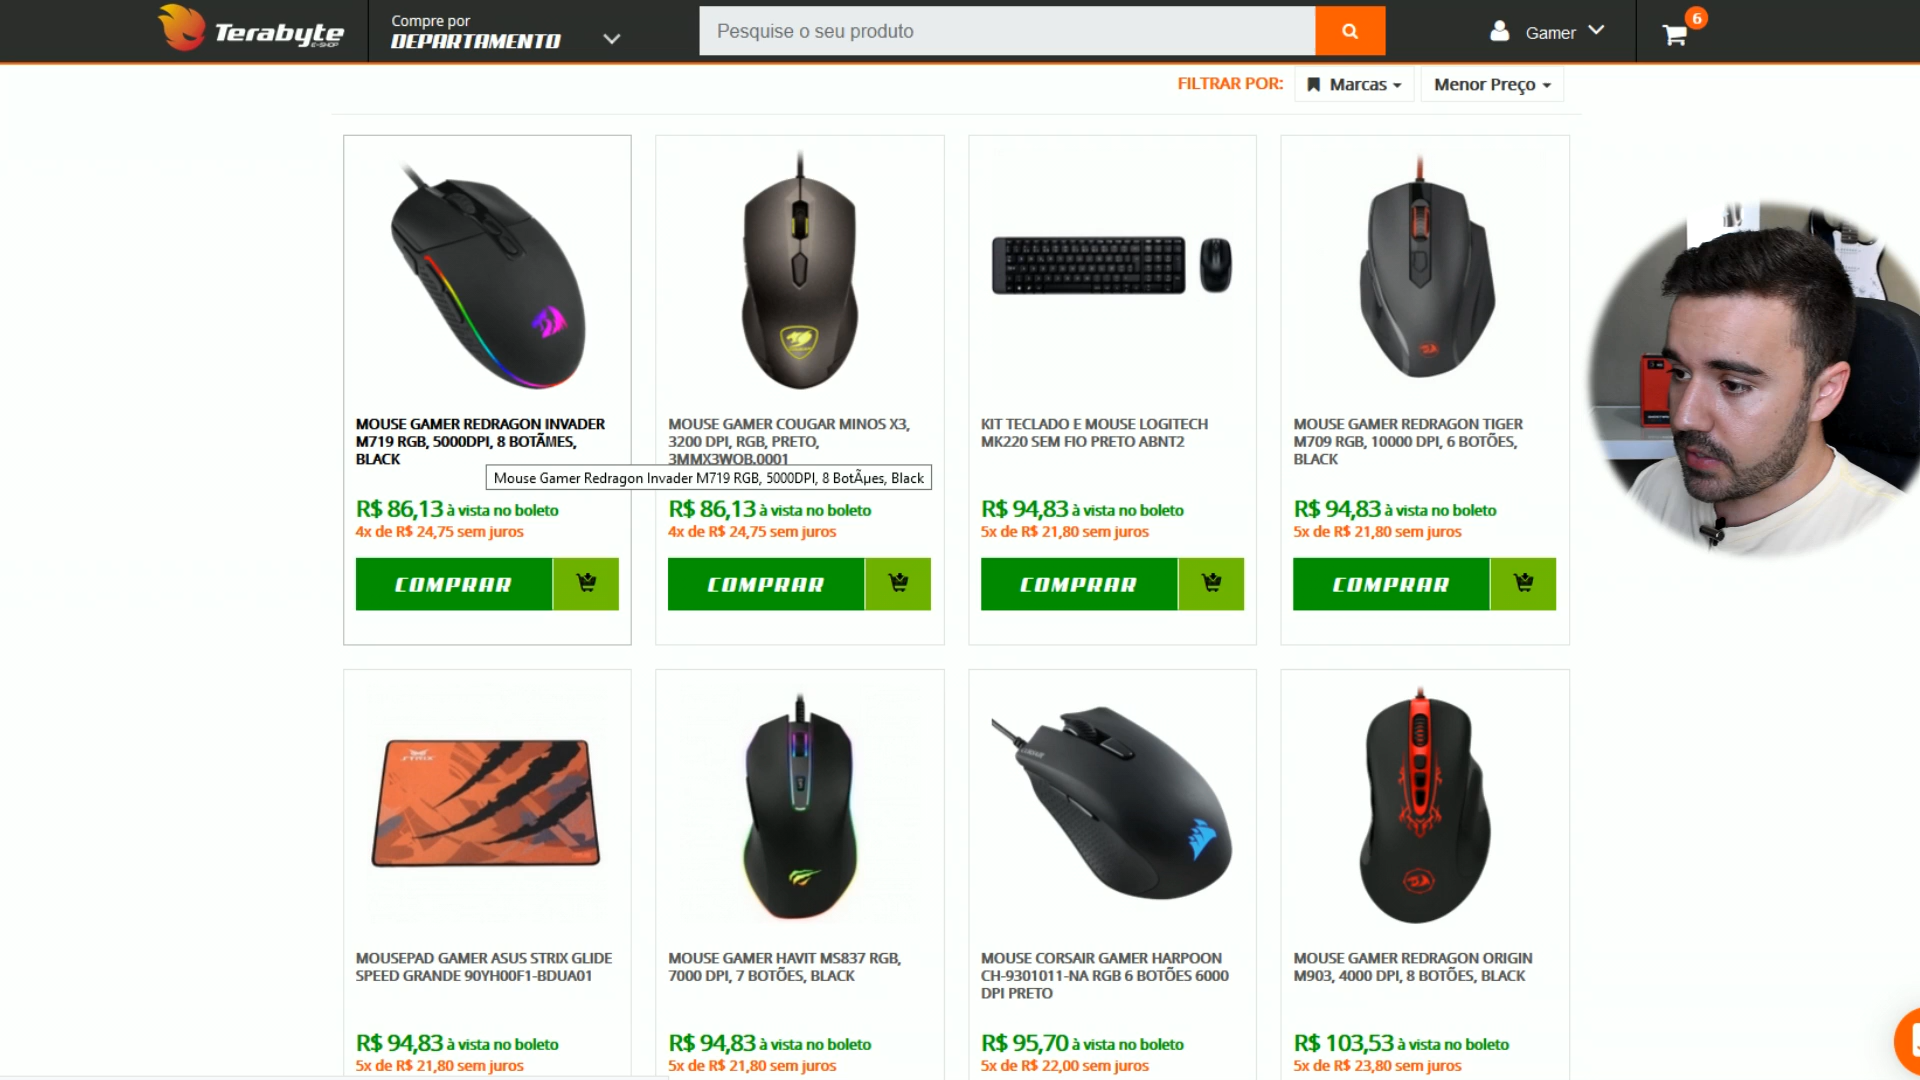 Terabyte
E-SHOP
Compre por
DEPARTAMENTO
Pesquise o seu produto
Gamer
6
FILTRAR POR:
Marcas
Menor Preço
MOUSE GAMER REDRAGON INVADER
M719 RGB, 5000DPI, 8 BOTÃΜES,
BLACK
R$ 86,13 à vista no boleto
4x de R$ 24,75 sem juros
COMPRAR
MOUSE GAMER COUGAR MINOS X3,
3200 DPI, RGB, PRETO,
3MMX3WOB.0001
R$ 86,13 à vista no boleto
4x de R$ 24,75 sem juros
COMPRAR
KIT TECLADO E MOUSE LOGITECH
MK220 SEM FIO PRETO ABNT2
R$ 94,83 à vista no boleto
5x de R$ 21,80 sem juros
COMPRAR
MOUSE GAMER REDRAGON TIGER
M709 RGB, 10000 DPI, 6 BOTÕES,
BLACK
R$ 94,83 à vista no boleto
5x de R$ 21,80 sem juros
COMPRAR
Mouse Gamer Redragon Invader M719 RGB, 5000DPI, 8 BotÃµes, Black
STRIX
MOUSEPAD GAMER ASUS STRIX GLIDE
SPEED GRANDE 90YH00F1-BDUA01
R$ 94,83 à vista no boleto
5x de R$ 21,80 sem juros
MOUSE GAMER HAVIT MS837 RGB,
7000 DPI, 7 BOTÕES, BLACK
R$ 94,83 à vista no boleto
5x de R$ 21,80 sem juros
CORSAIR
MOUSE CORSAIR GAMER HARPOON
CH-9301011-NA RGB 6 BOTÕES 6000
DPI PRETO
R$ 95,70 à vista no boleto
5x de R$ 22,00 sem juros
MOUSE GAMER REDRAGON ORIGIN
M903, 4000 DPI, 8 BOTÕES, BLACK
R$ 103,53 à vista no boleto
5x de R$ 23,80 sem juros